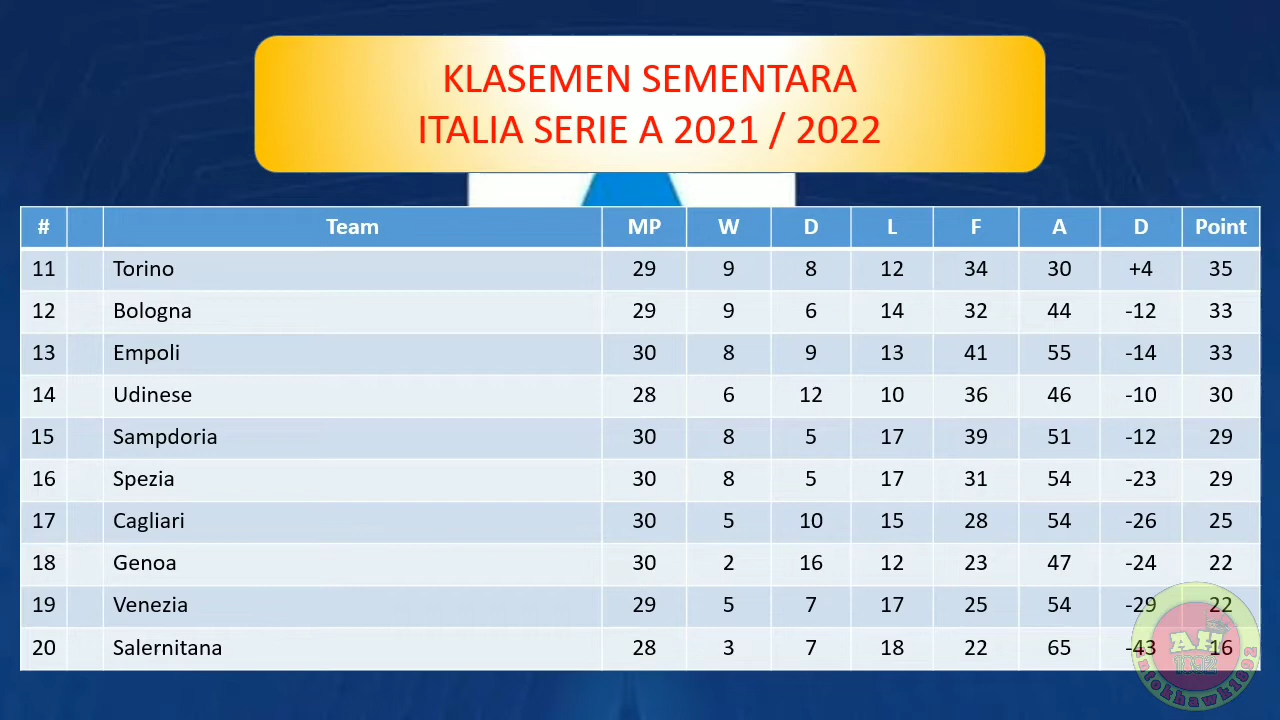 KLASEMEN SEMENTARA
ITALIA SERIE A 2021 / 2022
# Team MP W D L F A D Point
11 Torino 29 9 8 12 34 30 +4 35
12 Bologna 29 9 6 14 32 44 -12 33
13 Empoli 30 8 9 13 41 55 -14 33
14 Udinese 28 6 12 10 36 46 -10 30
15 Sampdoria 30 8 5 17 39 51 -12 29
16 Spezia 30 8 5 17 31 54 -23 29
17 Cagliari 30 5 10 15 28 54 -26 25
18 Genoa 30 2 16 12 23 47 -24 22
19 Venezia 29 5 7 17 25 54 -29 22
20 Salernitana 28 3 7 18 22 65 -43 16
AH
1892
antokhawk1892